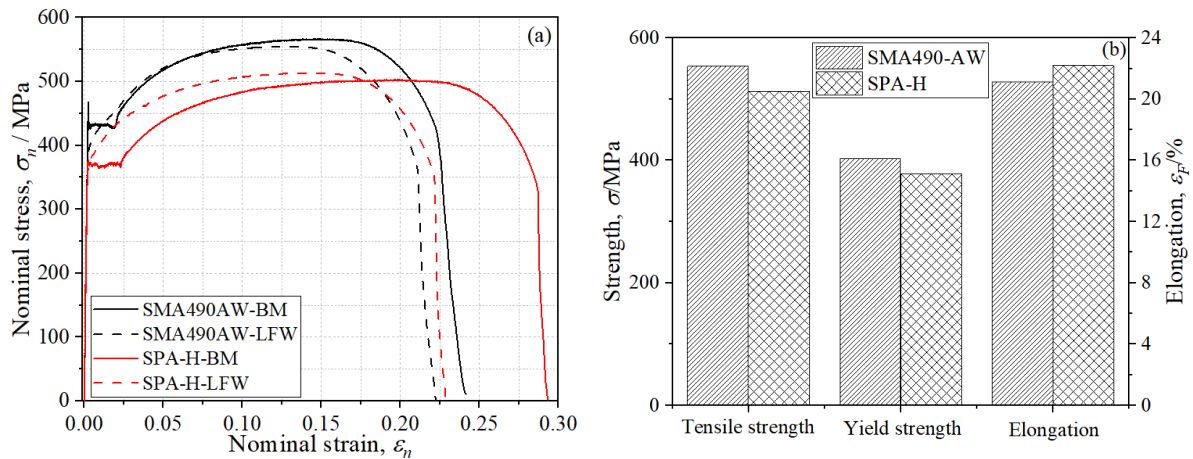 (a)
600
500
400
300
200
100
0
Nominal stress, σn / MPa
SMA490AW-BM
SMA490AW-LFW
SPA-H-BM
SPA-H-LFW
0.00 0.05 0.10 0.15 0.20 0.25 0.30
Nominal strain, εn
(b)
SMA490-AW
SPA-H
600
400
200
0
Strength, σ/MPa
24
20
16
12
8
4
0
Elongation, εF/%
Tensile strength Yield strength Elongation